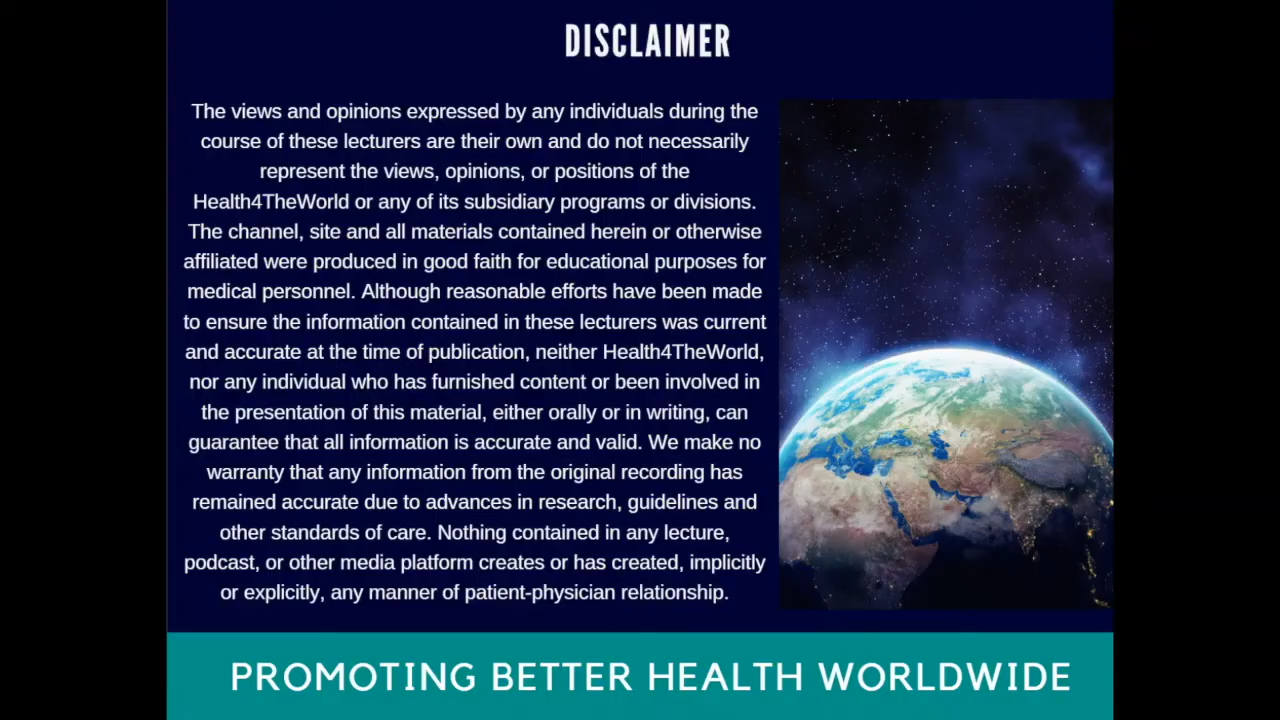 DISCLAIMER
The views and opinions expressed by any individuals during the
course of these lecturers are their own and do not necessarily
represent the views, opinions, or positions of the
Health4TheWorld or any of its subsidiary programs or divisions.
The channel, site and all materials contained herein or otherwise
affiliated were produced in good faith for educational purposes for
medical personnel. Although reasonable efforts have been made
to ensure the information contained in these lecturers was current
and accurate at the time of publication, neither Health4TheWorld,
nor any individual who has furnished content or been involved in
the presentation of this material, either orally or in writing, can
guarantee that all information is accurate and valid. We make no
warranty that any information from the original recording has
remained accurate due to advances in research, guidelines and
other standards of care. Nothing contained in any lecture,
podcast, or other media platform creates or has created, implicitly
or explicitly, any manner of patient-physician relationship.
PROMOTING BETTER HEALTH WORLDWIDE